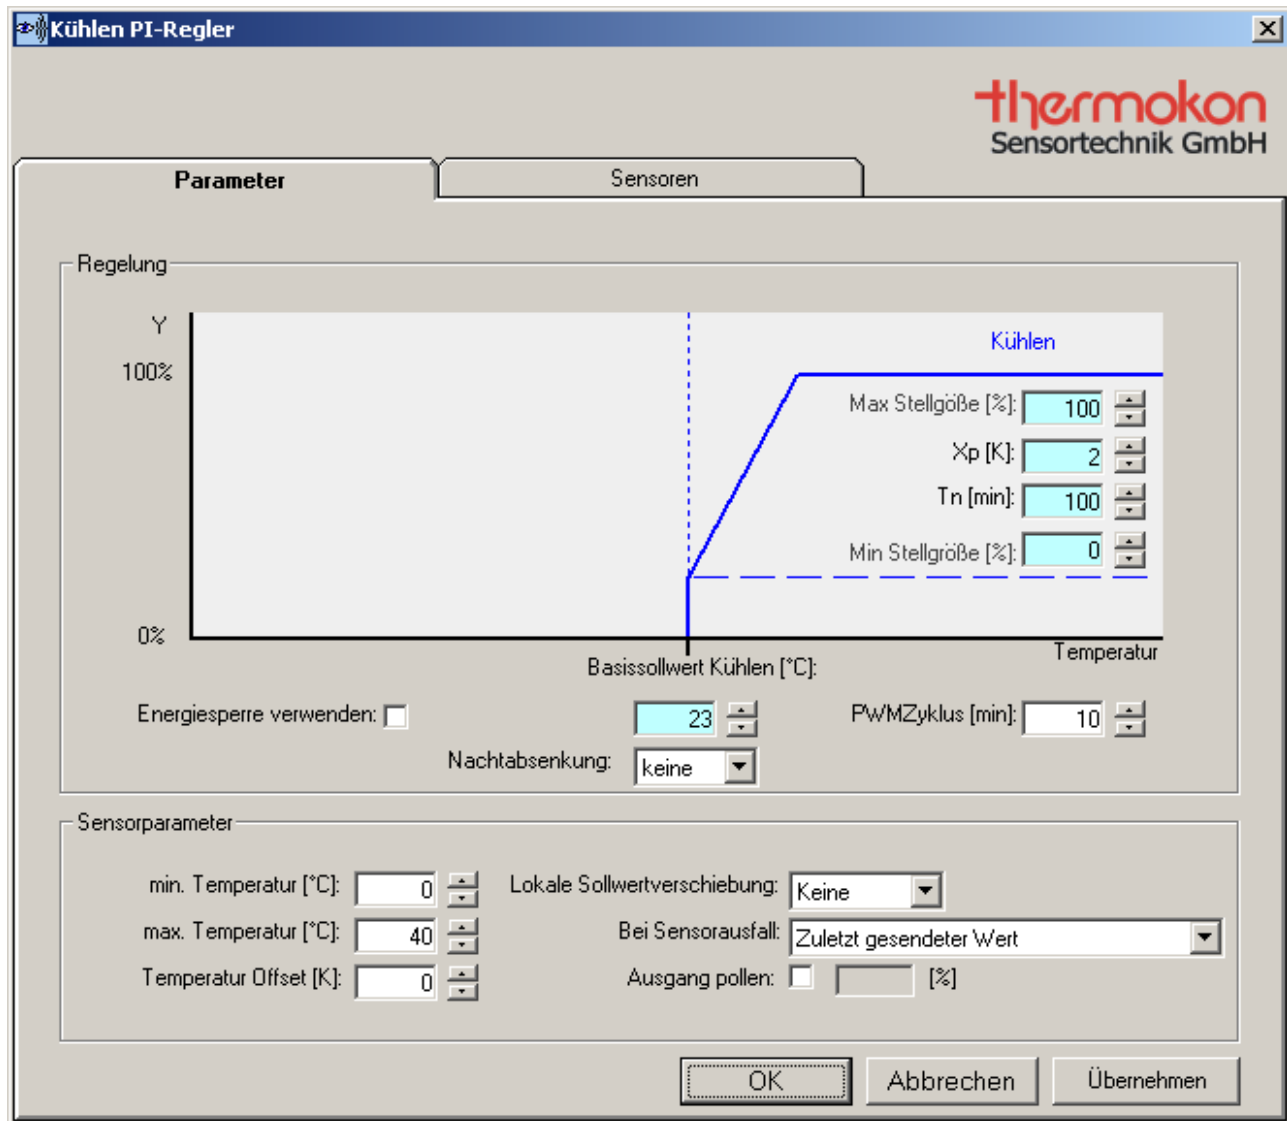 Kühlen PI-Regler
thermokon
Sensortechnik GmbH
Parameter
Sensoren
Regelung
Y
Kühlen
100%
Max Stellgöße [%]: 100
Xp [K]: 2
Tn [min]: 100
Min Stellgröße [%]: 0
0%
Temperatur
Basissollwert Kühlen [°C]:
Energiesperre verwenden:
23
PWMZyklus [min]: 10
Nachtabsenkung: keine
Sensorparameter
min. Temperatur [°C]: 0
Lokale Sollwertverschiebung: Keine
max. Temperatur [°C]: 40
Bei Sensorausfall: Zuletzt gesendeter Wert
Temperatur Offset [K]: 0
Ausgang pollen: [%]
OK
Abbrechen
Übernehmen